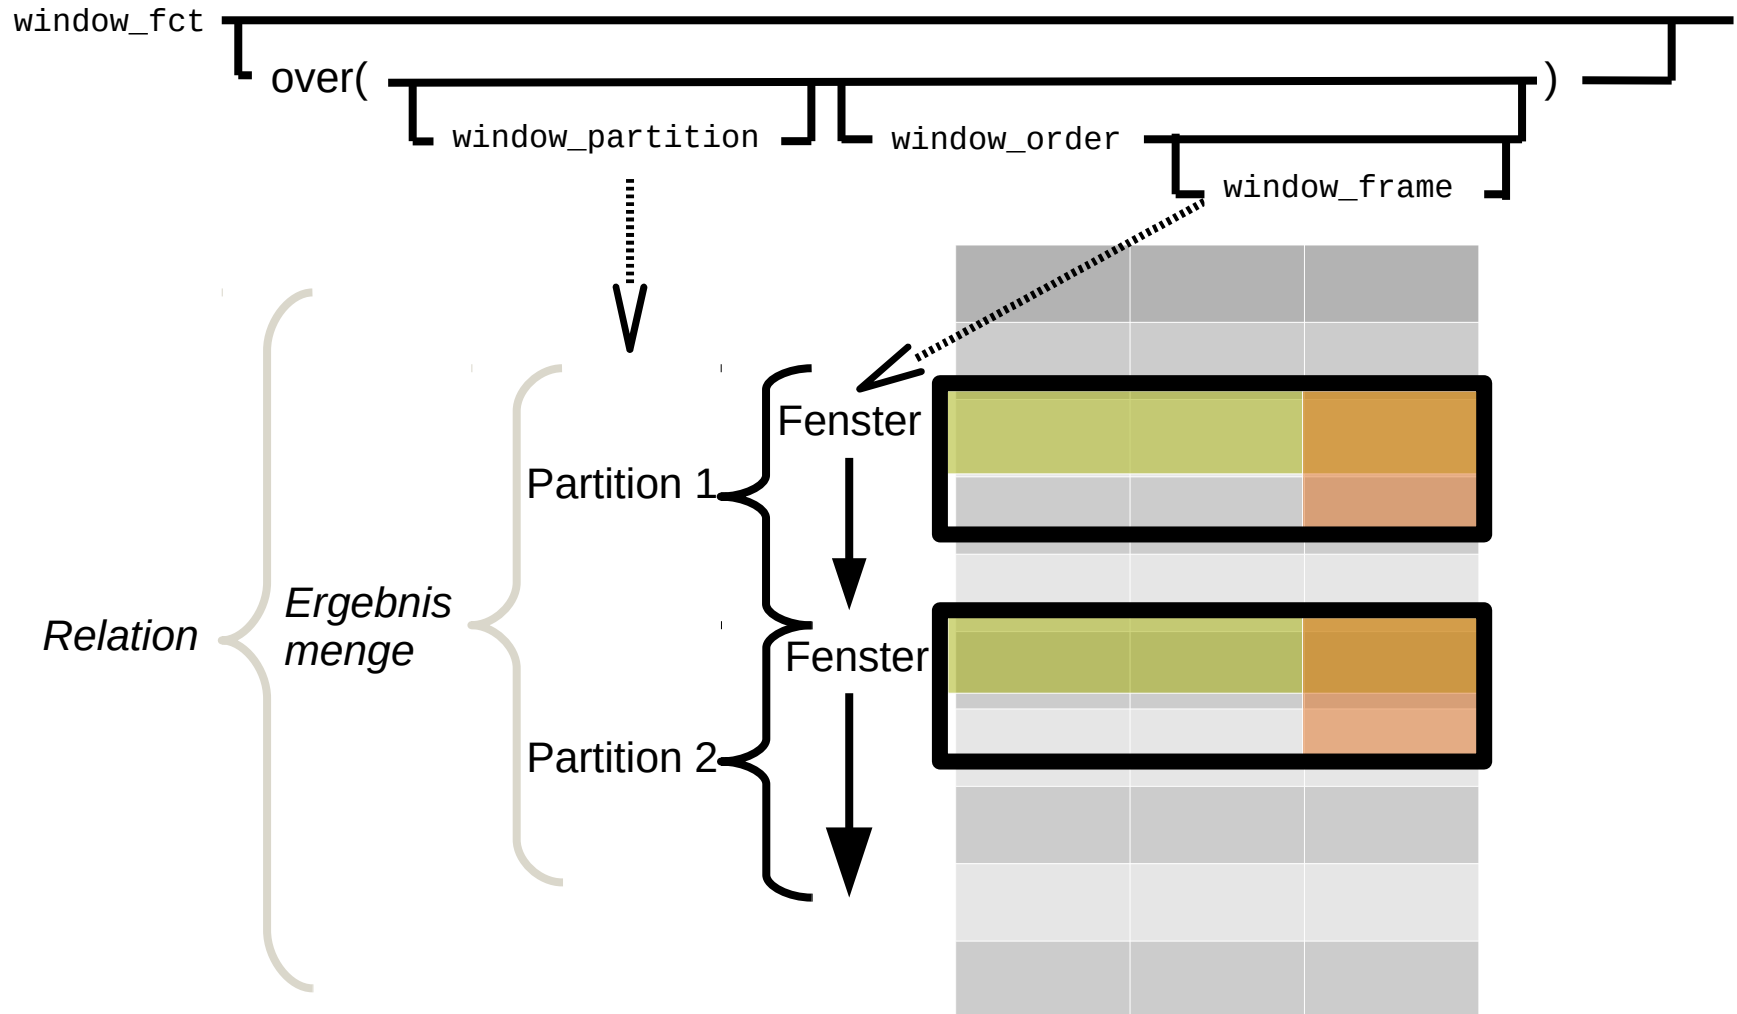 window_fct
over( )
window_partition window_order
window_frame
Fenster
Partition 1
Ergebnis
menge
Relation
Fenster
Partition 2